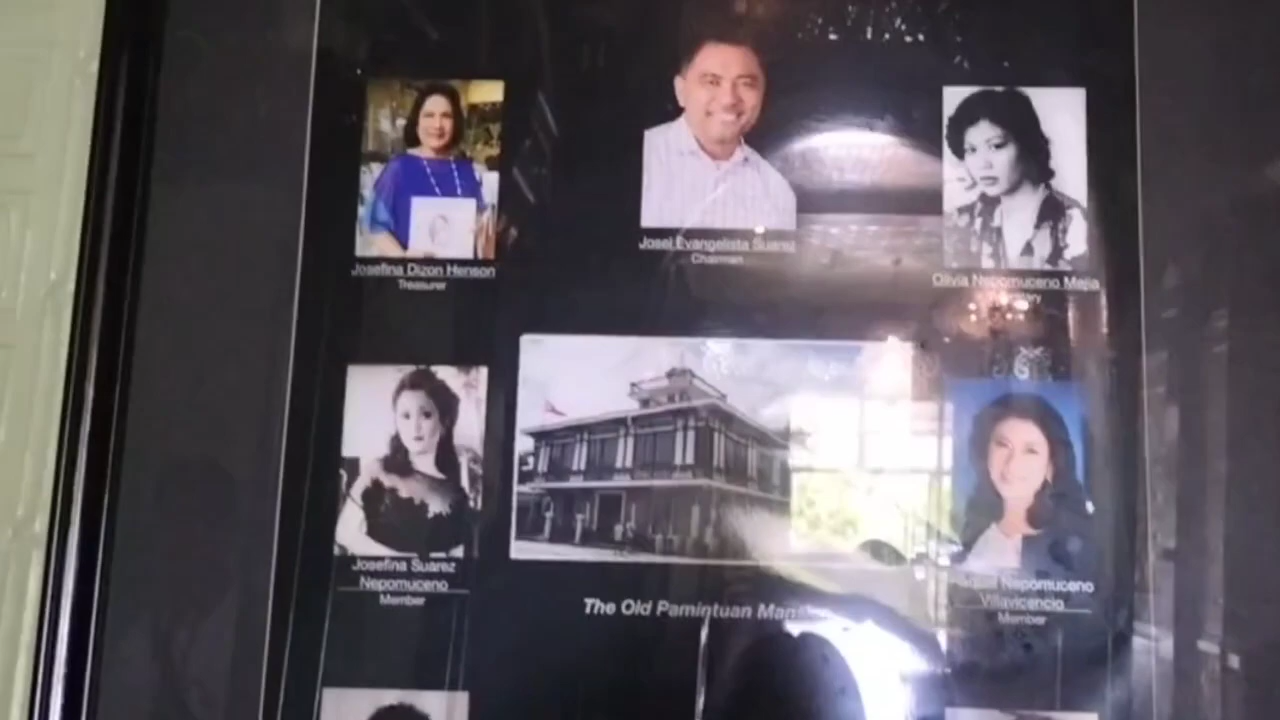 Josei Evangelista Suarez
Chairman
Josefina Dizon Henson
Treasurer
Olivia Nepomuceno Mejia
Josefina Suarez
Nepomuceno
Member
Nepomuceno
Villavicencio
Member
The Old Pamintuan